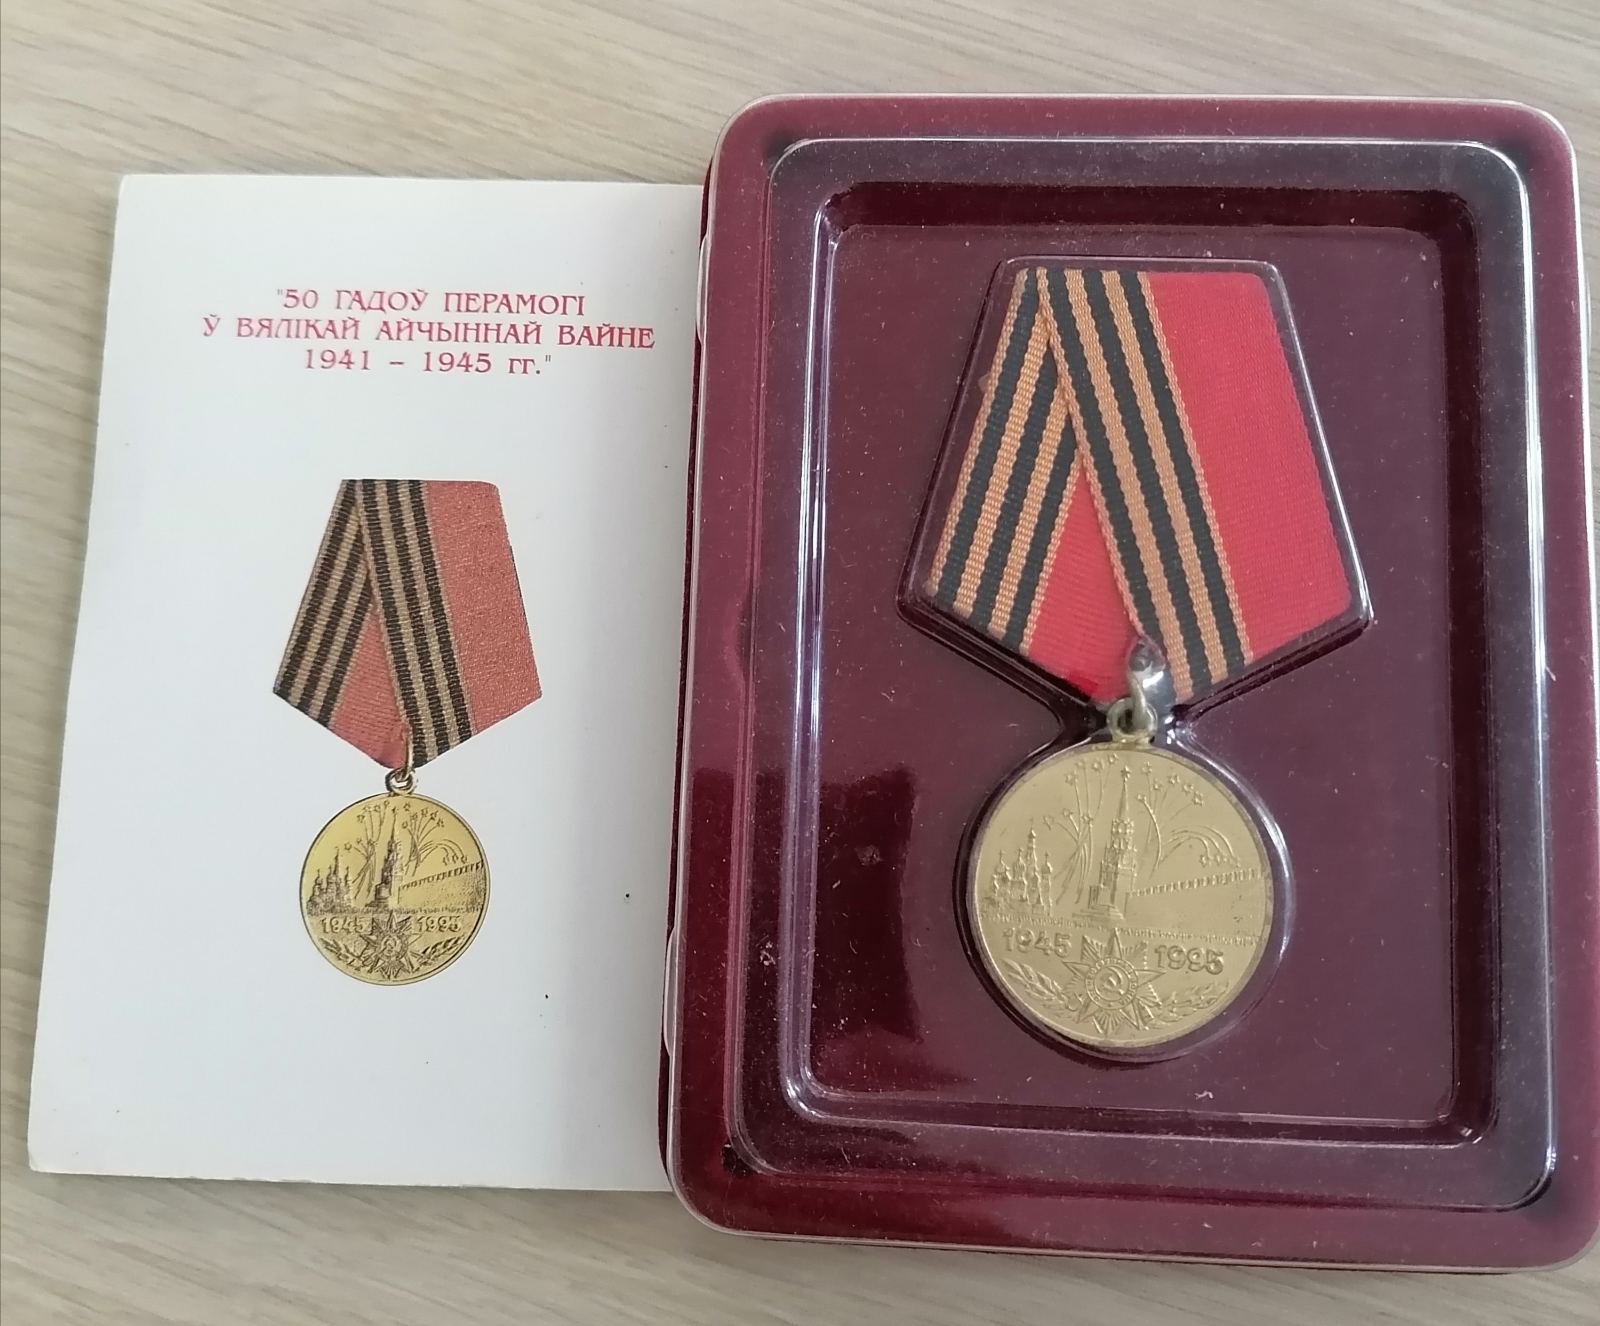 "50 ГАДОЎ ПЕРАМОГІ
Ў ВЯЛІКАЙ АЙЧЫННАЙ ВАЙНЕ
1941 – 1945 гг."
1945 1995
1945 1995